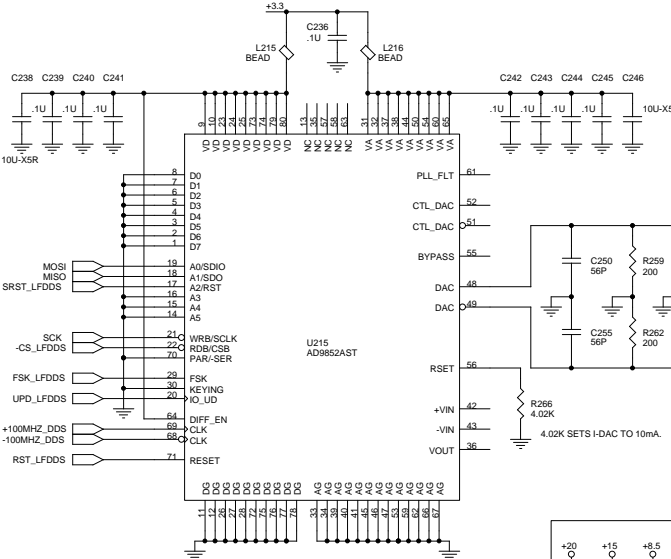 +3.3
C236
.1U
L215
BEAD
L216
BEAD
C238 C239 C240 C241
.1U .1U .1U
10U-X5R
C242 C243 C244 C245 C246
.1U .1U .1U .1U 10U-X5
9 10 23 24 25 73 74 79 80
VD VD VD VD VD VD VD VD VD
13 35 57 58 63
NC NC NC NC NC
31 32 37 38 44 50 54 60 65
VA VA VA VA VA VA VA VA VA
8 D0
7 D1
6 D2
5 D3
4 D4
3 D5
2 D6
1 D7
MOSI 19 A0/SDIO
MISO 18 A1/SDO
SRST_LFDDS 17 A2/RST
16 A3
15 A4
14 A5
SCK 21 WRB/SCLK
-CS_LFDDS 22 RDB/CSB
70 PAR/-SER
FSK_LFDDS 29 FSK
30 KEYING
UPD_LFDDS 20 IO_UD
64 DIFF_EN
+100MHZ_DDS 69 CLK
-100MHZ_DDS 68 CLK
RST_LFDDS 71 RESET
U215
AD9852AST
PLL_FLT 61
CTL_DAC 52
CTL_DAC 51
BYPASS 55
DAC 48
DAC 49
RSET 56
+VIN 42
-VIN 43
VOUT 36
C250
56P
R259
200
C255
56P
R262
200
R266
4.02K
4.02K SETS I-DAC TO 10mA.
DG DG DG DG DG DG DG DG DG
11 12 26 27 28 72 75 76 77 78
AG AG AG AG AG AG AG AG AG AG AG AG AG
33 34 39 40 41 45 46 47 53 59 62 66 67
+20 +15 +8.5